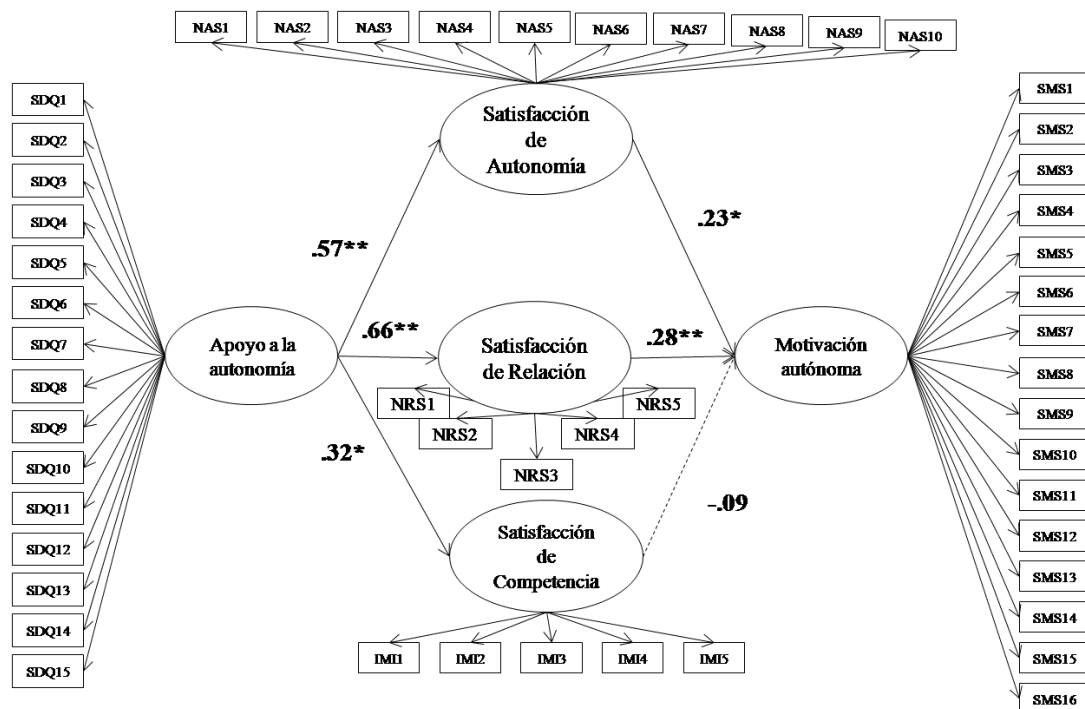 NAS1
NAS2
NAS3
NAS4
NAS5
NAS6
NAS7
NAS8
NAS9
NAS10
SDQ1
SDQ2
SDQ3
SDQ4
SDQ5
SDQ6
SDQ7
SDQ8
SDQ9
SDQ10
SDQ11
SDQ12
SDQ13
SDQ14
SDQ15
Apoyo a la
autonomía
.57**
.66**
.32*
Satisfacción
de
Autonomía
Satisfacción
de Relación
NRS1
NRS2
NRS3
NRS4
NRS5
Satisfacción
de
Competencia
IMI1
IMI2
IMI3
IMI4
IMI5
.23*
.28**
-.09
Motivación
autónoma
SMS1
SMS2
SMS3
SMS4
SMS5
SMS6
SMS7
SMS8
SMS9
SMS10
SMS11
SMS12
SMS13
SMS14
SMS15
SMS16